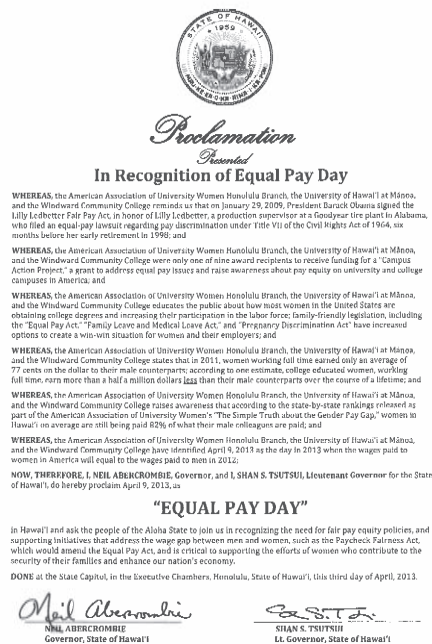 STATE OF HAWAII
1959
Proclamation
Presented
In Recognition of Equal Pay Day
WHEREAS, the American Association of University Women Honolulu Branch, the University of Hawai'i at Mānoa,
and the Windward Community College reminds us that on January 29, 2009, President Barack Obama signed the
Lilly Ledbetter Fair Pay Act, in honor of Lilly Ledbetter, a production supervisor at a Goodyear tire plant in Alabama,
who filed an equal-pay lawsuit regarding pay discrimination under Title VII of the Civil Rights Act of 1964, six
months before her early retirement in 1998; and
WHEREAS, the American Association of University Women Honolulu Branch, the University of Hawai'i at Mānoa,
and the Windward Community College were only one of nine award recipients to receive funding for a "Campus
Action Project," a grant to address equal pay issues and raise awareness about pay equity on university and college
campuses in America; and
WHEREAS, the American Association of University Women Honolulu Branch, the University of Hawai'i at Mānoa,
and the Windward Community College educates the public about how most women in the United States are
obtaining college degrees and increasing their participation in the labor force; family-friendly legislation, including
the "Equal Pay Act," "Family Leave and Medical Leave Act," and "Pregnancy Discrimination Act" have increased
options to create a win-win situation for women and their employers; and
WHEREAS, the American Association of University Women Honolulu Branch, the University of Hawai'i at Mānoa,
and the Windward Community College states that in 2011, women working full time earned only an average of
77 cents on the dollar to their male counterparts; according to one estimate, college educated women, working
full time, earn more than a half a million dollars less than their male counterparts over the course of a lifetime; and
WHEREAS, the American Association of University Women Honolulu Branch, the University of Hawai'i at Mānoa,
and the Windward Community College raises awareness that according to the state-by-state rankings released as
part of the American Association of University Women's "The Simple Truth about the Gender Pay Gap," women in
Hawai'i on average are still being paid 82% of what their male colleagues are paid; and
WHEREAS, the American Association of University Women Honolulu Branch, the University of Hawai'i at Mānoa,
and the Windward Community College have identified April 9, 2013 as the day in 2013 when the wages paid to
women in America will equal to the wages paid to men in 2012;
NOW, THEREFORE, I, NEIL ABERCROMBIE, Governor, and I, SHAN S. TSUTSUI, Lieutenant Governor for the State
of Hawai'i, do hereby proclaim April 9, 2013, as
"EQUAL PAY DAY"
in Hawai'i and ask the people of the Aloha State to join us in recognizing the need for fair pay equity policies, and
supporting initiatives that address the wage gap between men and women, such as the Paycheck Fairness Act,
which would amend the Equal Pay Act, and is critical to supporting the efforts of women who contribute to the
security of their families and enhance our nation's economy.
DONE at the State Capitol, in the Executive Chambers, Honolulu, State of Hawai'i, this third day of April, 2013.
Neil Abercrombie
NEIL ABERCROMBIE
Governor, State of Hawai'i
SHAN S. TSUTSUI
Lt. Governor, State of Hawai'i